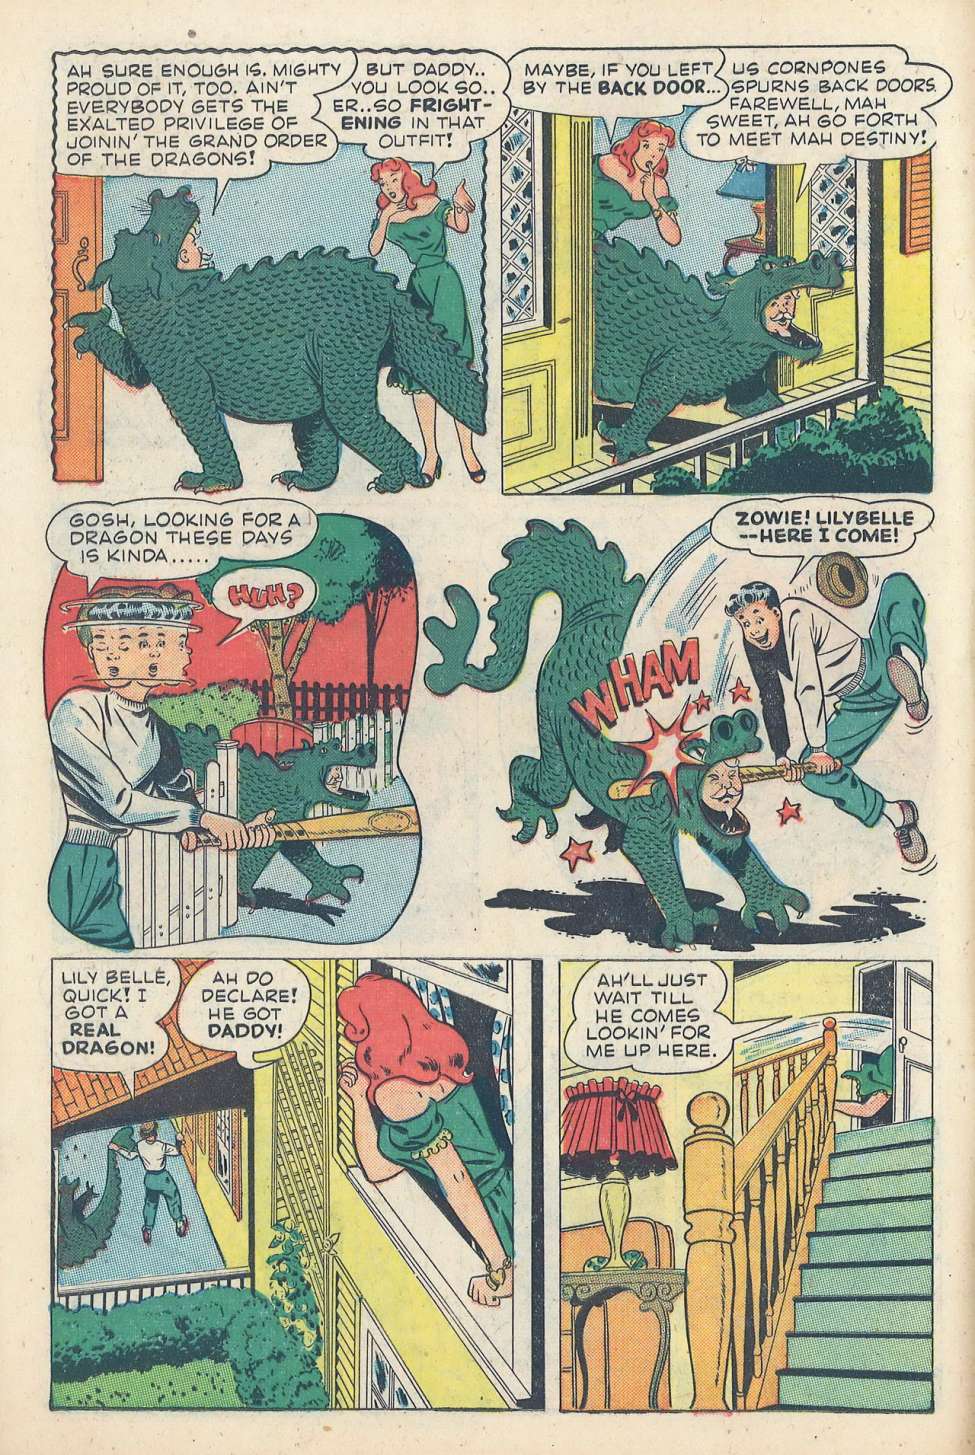 AH SURE ENOUGH IS. MIGHTY
PROUD OF IT, TOO. AIN'T
EVERYBODY GETS THE
EXALTED PRIVILEGE OF
JOININ' THE GRAND ORDER
OF THE DRAGONS!
BUT DADDY..
YOU LOOK SO..
ER..SO FRIGHT-
ENING IN THAT
OUTFIT!
MAYBE, IF YOU LEFT
BY THE BACK DOOR...
US CORNPONES
SPURNS BACK DOORS.
FAREWELL, MAH
SWEET, AH GO FORTH
TO MEET MAH DESTINY!
GOSH, LOOKING FOR A
DRAGON THESE DAYS
IS KINDA.....
HUH?
ZOWIE! LILYBELLE
--HERE I COME!
WHAM
LILY BELLE,
QUICK! I
GOT A
REAL
DRAGON!
AH DO
DECLARE!
HE GOT
DADDY!
AH'LL JUST
WAIT TILL
HE COMES
LOOKIN' FOR
ME UP HERE.